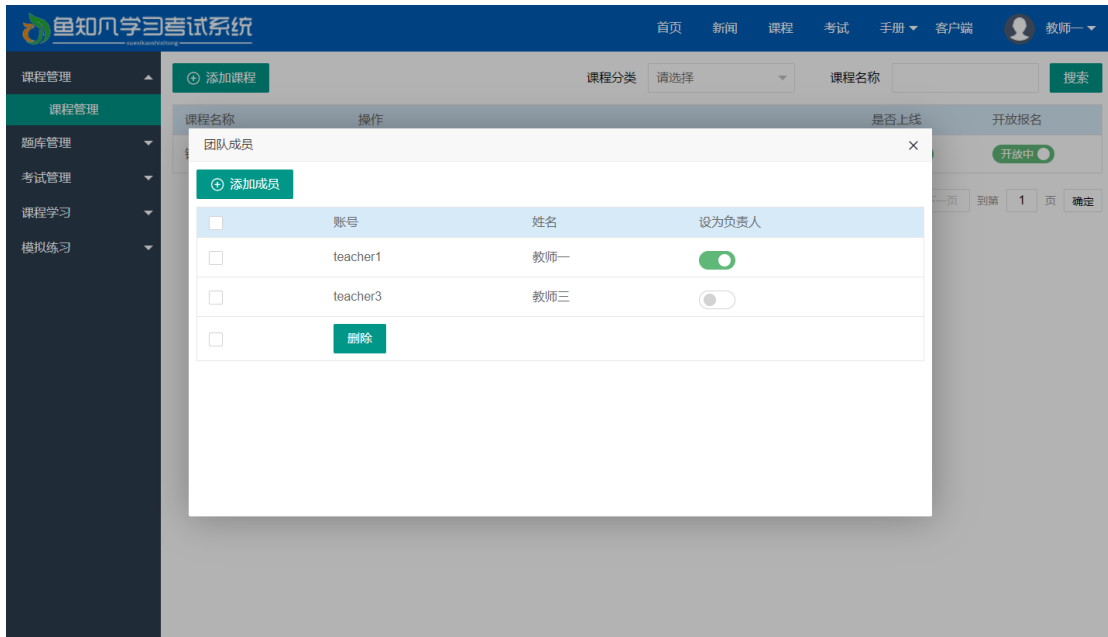 鱼知凡学习考试系统
首页 新闻 课程 考试 手册 客户端 教师一
课程管理
课程管理
题库管理
考试管理
课程学习
模拟练习
添加课程 课程分类 请选择 课程名称 搜索
课程名称 操作 是否上线 开放报名
开放中
一页 到第 1 页 确定
团队成员
添加成员
账号 姓名 设为负责人
teacher1 教师一
teacher3 教师三
删除